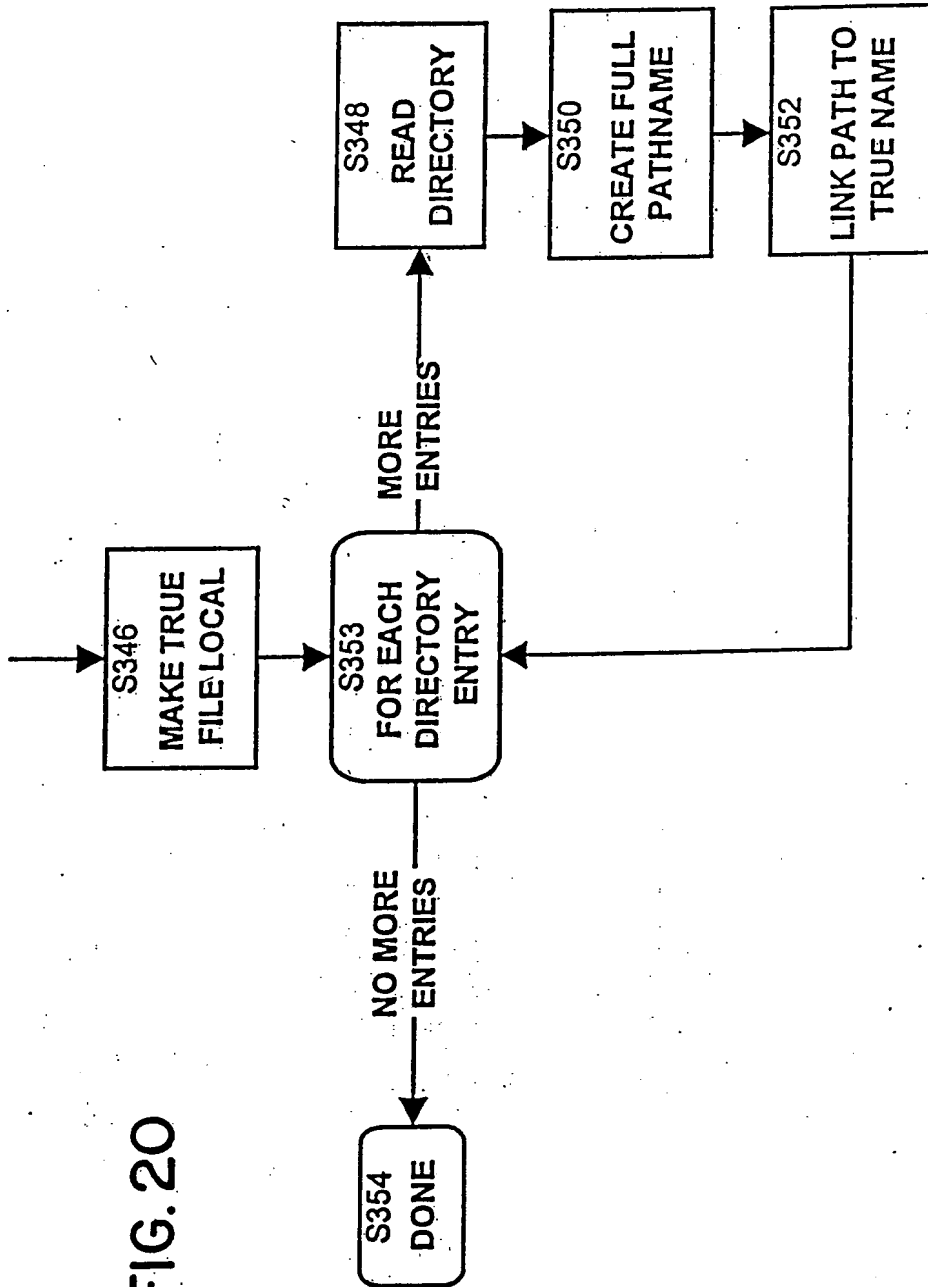 S346
MAKE TRUE
FILE LOCAL
S353
FOR EACH
DIRECTORY
ENTRY
MORE
ENTRIES
S348
READ
DIRECTORY
S350
CREATE FULL
PATHNAME
S352
LINK PATH TO
TRUE NAME
NO MORE
ENTRIES
S354
DONE
FIG. 20